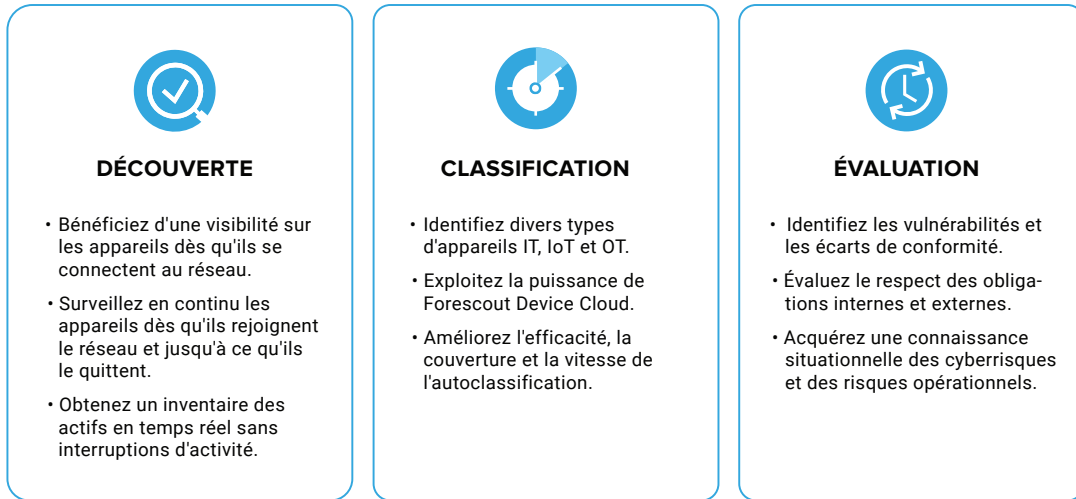 DÉCOUVERTE
• Bénéficiez d'une visibilité sur
les appareils dès qu'ils se
connectent au réseau.
• Surveillez en continu les
appareils dès qu'ils rejoignent
le réseau et jusqu'à ce qu'ils
le quittent.
• Obtenez un inventaire des
actifs en temps réel sans
interruptions d'activité.
CLASSIFICATION
• Identifiez divers types
d'appareils IT, IoT et OT.
• Exploitez la puissance de
Forescout Device Cloud.
• Améliorez l'efficacité, la
couverture et la vitesse de
l'autoclassification.
ÉVALUATION
• Identifiez les vulnérabilités et
les écarts de conformité.
• Évaluez le respect des obliga-
tions internes et externes.
• Acquérez une connaissance
situationnelle des cyberrisques
et des risques opérationnels.